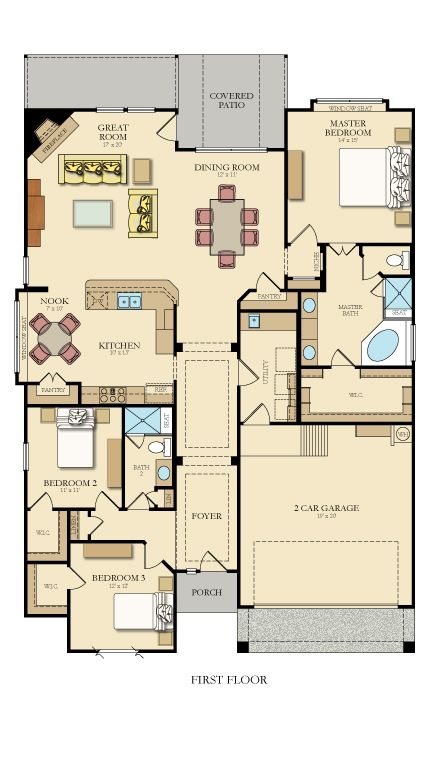 COVERED
PATIO
WINDOW SEAT
GREAT
ROOM
17' x 20'
FIREPLACE
MASTER
BEDROOM
14' x 15'
DINING ROOM
12' x 11'
NICHE
PANTRY
NOOK
7' x 10'
WINDOW SEAT
KITCHEN
10' x 13'
MASTER
BATH
SEAT
UTILITY
PANTRY
REF.
W.I.C.
SEAT
BATH
2
LIN
BEDROOM 2
11' x 11'
W.I.C.
LINEN
FOYER
WH
2 CAR GARAGE
19' x 20'
W.I.C.
BEDROOM 3
12' x 12'
PORCH
FIRST FLOOR